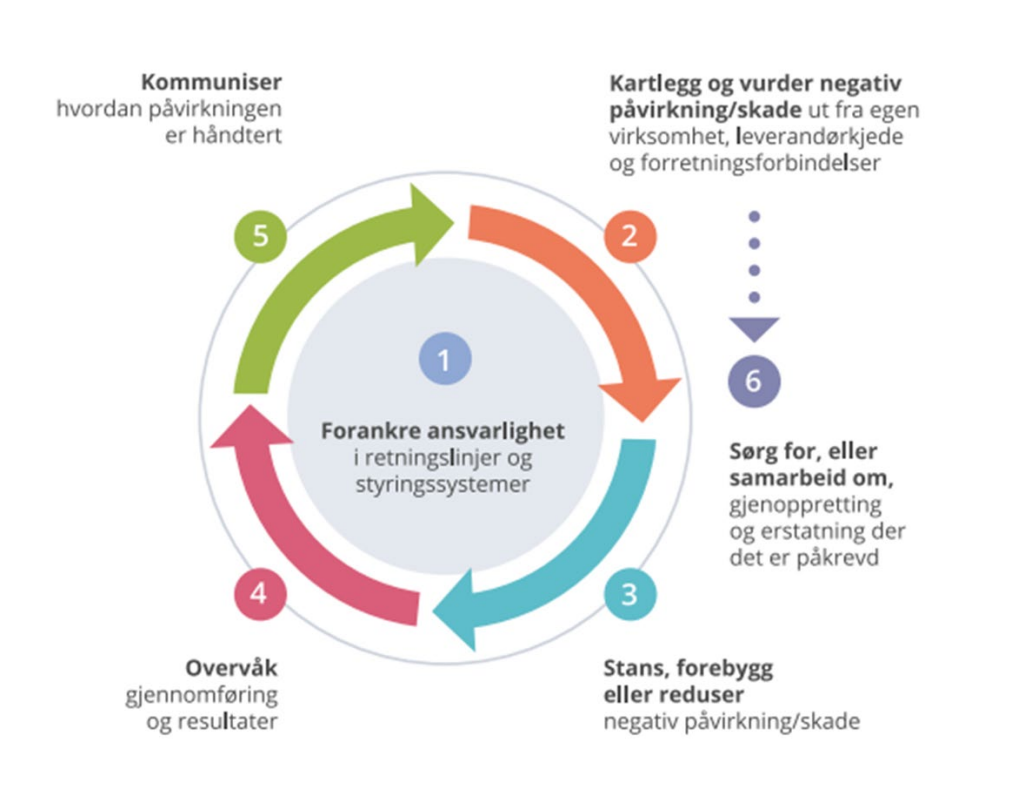 Kommuniser
hvordan påvirkningen
er håndtert
5
Kartlegg og vurder negativ
påvirkning/skade ut fra egen
virksomhet, leverandørkjede
og forretningsforbindelser
2
1
Forankre ansvarlighet
i retningslinjer og
styringssystemer
6
Sørg for, eller
samarbeid om,
gjenoppretting
og erstatning der
det er påkrevd
4
Overvåk
gjennomføring
og resultater
3
Stans, forebygg
eller reduser
negativ påvirkning/skade